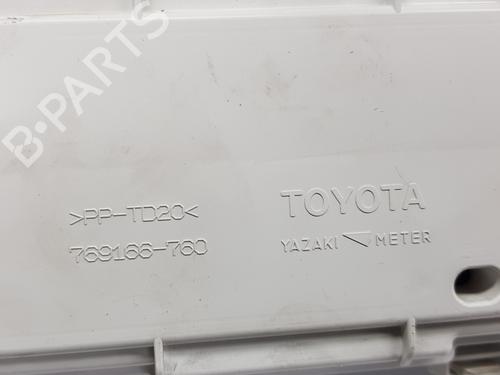 B-PARTS
>PP-TD20<
769166-760
TOYOTA
YAZAKI METER